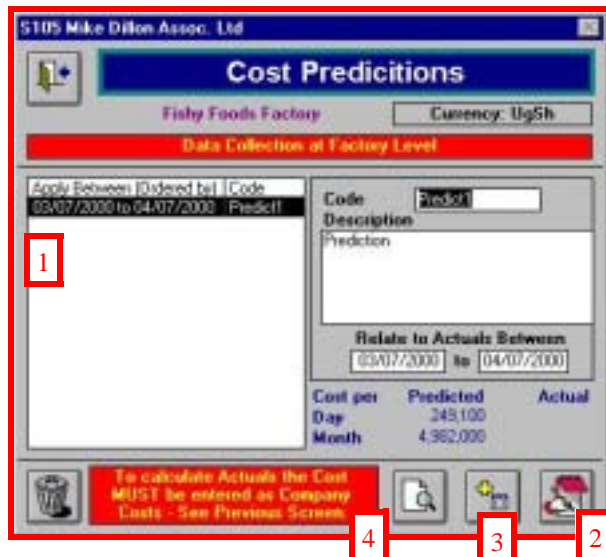 S105 Mike Dillon Assoc. Ltd
Cost Predicitions
Fishy Foods Factory
Currency: UgSh
Data Collection at Factory Level
Apply Between (Ordered by) Code
03/07/2000 to 04/07/2000 Predict1
1
Code Predict1
Description
Prediction
Relate to Actuals Between
03/07/2000 to 04/07/2000
Cost per Predicted Actual
Day 249,100
Month 4,982,000
To calculate Actuals the Cost
MUST be entered as Company
Costs - See Previous Screen.
4
3
2